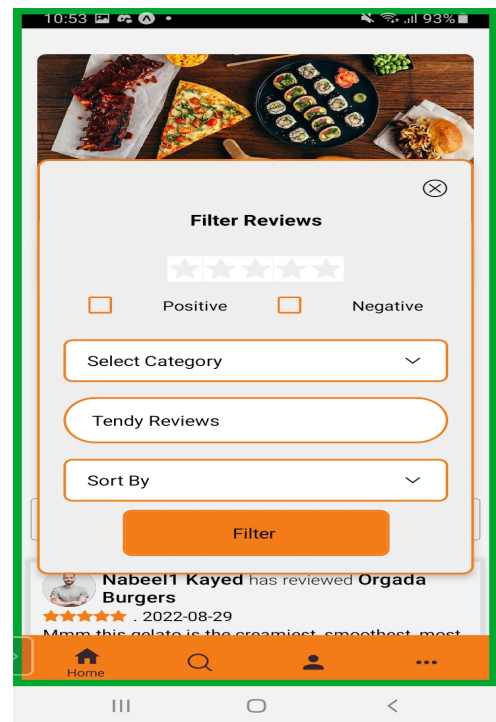 10:53 93%
Filter Reviews
Positive Negative
Select Category
Tendy Reviews
Sort By
Filter
Nabeel1 Kayed has reviewed Orgada
Burgers
. 2022-08-29
Mmm this gelato is the creamiest, smoothest, most
Home